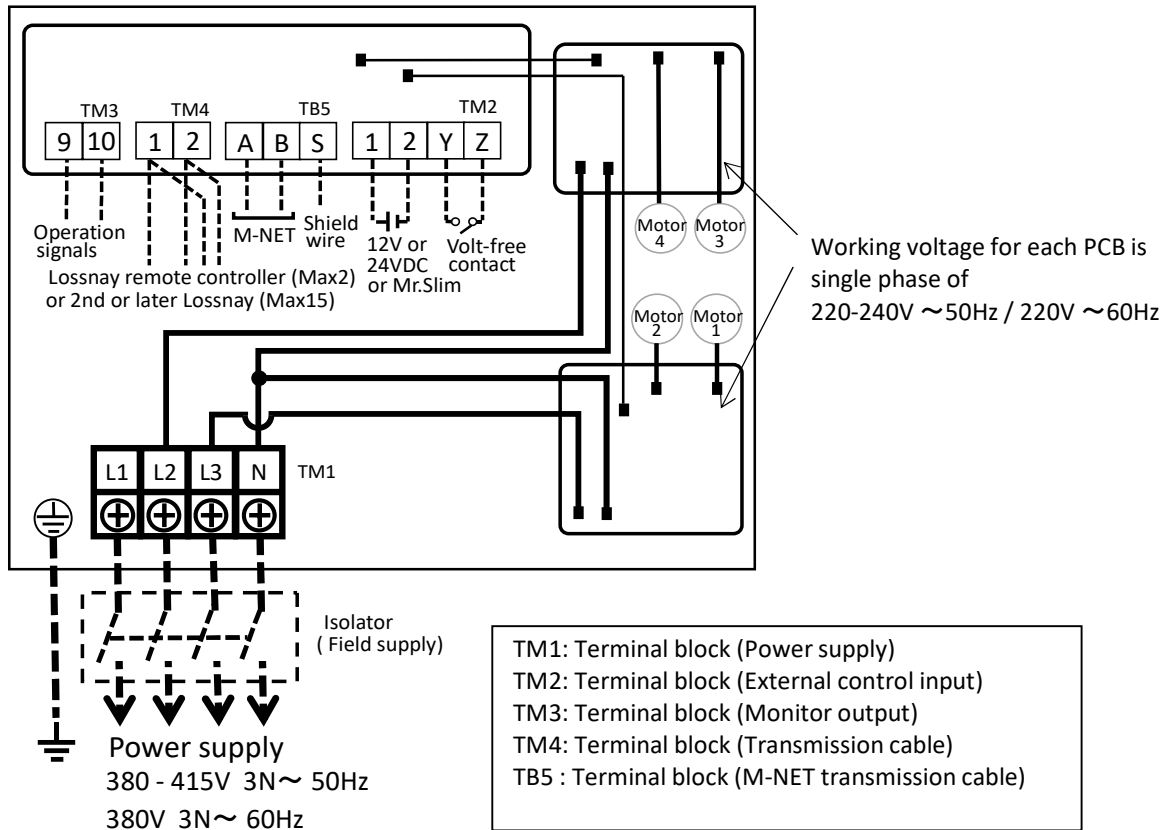 TM3
TM4
TB5
TM2
9 10
1 2
A B S
1 2 Y Z
Operation
signals
M-NET
Shield
wire
12V or
24VDC
or Mr.Slim
Volt-free
contact
Lossnay remote controller (Max2)
or 2nd or later Lossnay (Max15)
Motor
4
Motor
3
Motor
2
Motor
1
Working voltage for each PCB is
single phase of
220-240V ~50Hz / 220V ~60Hz
L1 L2 L3 N
TM1
Isolator
( Field supply)
Power supply
380 - 415V 3N~ 50Hz
380V 3N~ 60Hz
TM1: Terminal block (Power supply)
TM2: Terminal block (External control input)
TM3: Terminal block (Monitor output)
TM4: Terminal block (Transmission cable)
TB5 : Terminal block (M-NET transmission cable)